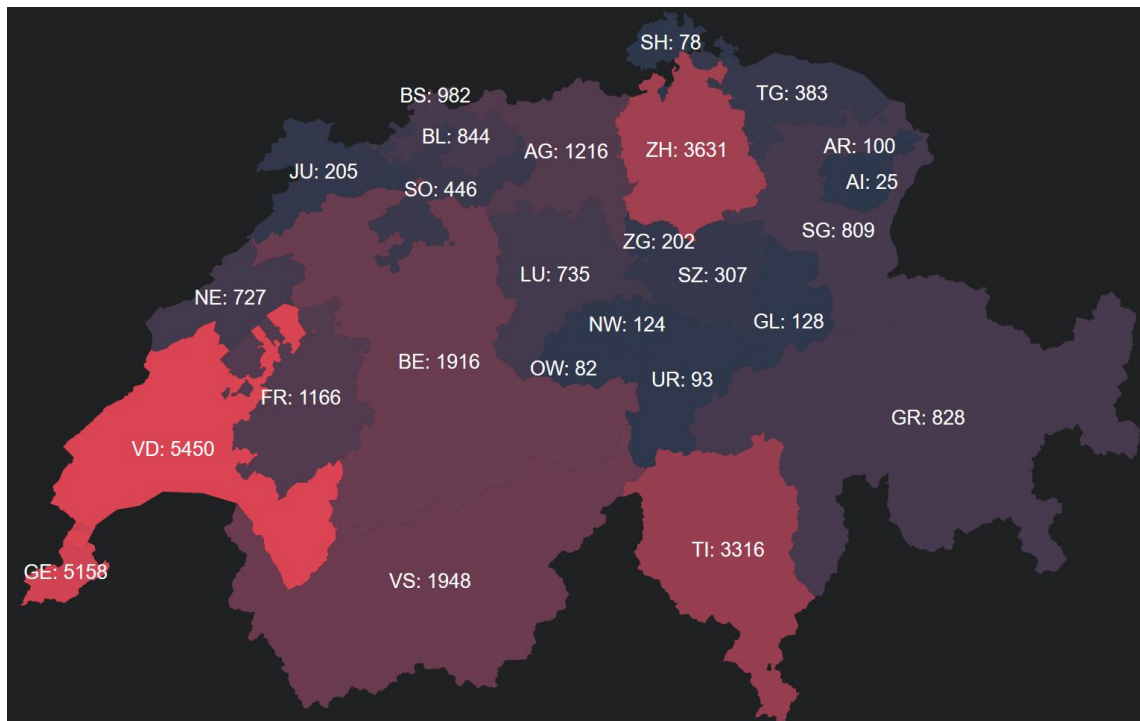 SH: 78
BS: 982
TG: 383
BL: 844
AG: 1216
ZH: 3631
AR: 100
JU: 205
SO: 446
AI: 25
SG: 809
ZG: 202
LU: 735
SZ: 307
NE: 727
NW: 124
GL: 128
BE: 1916
OW: 82
UR: 93
FR: 1166
GR: 828
VD: 5450
TI: 3316
GE: 5158
VS: 1948